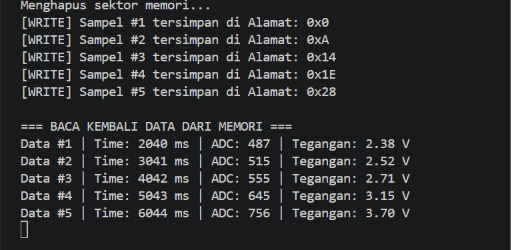 Menghapus sektor memori...
[WRITE] Sampel #1 tersimpan di Alamat: 0x0
[WRITE] Sampel #2 tersimpan di Alamat: 0xA
[WRITE] Sampel #3 tersimpan di Alamat: 0x14
[WRITE] Sampel #4 tersimpan di Alamat: 0x1E
[WRITE] Sampel #5 tersimpan di Alamat: 0x28
=== BACA KEMBALI DATA DARI MEMORI ===
Data #1 | Time: 2040 ms | ADC: 487 | Tegangan: 2.38 V
Data #2 | Time: 3041 ms | ADC: 515 | Tegangan: 2.52 V
Data #3 | Time: 4042 ms | ADC: 555 | Tegangan: 2.71 V
Data #4 | Time: 5043 ms | ADC: 645 | Tegangan: 3.15 V
Data #5 | Time: 6044 ms | ADC: 756 | Tegangan: 3.70 V